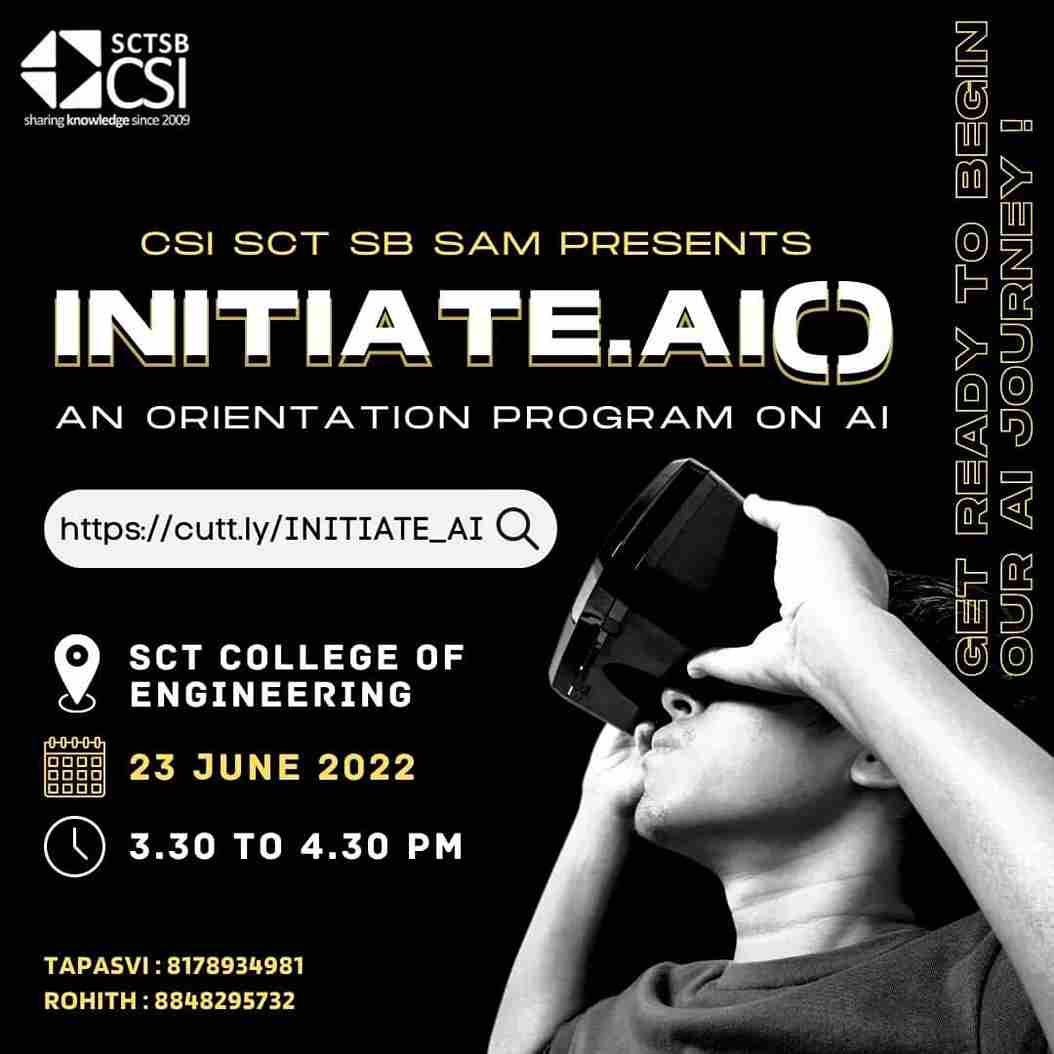 SCTSB
CSI
sharing knowledge since 2009
GET READY TO BEGIN
OUR AI JOURNEY !
CSI SCT SB SAM PRESENTS
INITIATE.AI()
AN ORIENTATION PROGRAM ON AI
https://cutt.ly/INITIATE_AI
SCT COLLEGE OF
ENGINEERING
23 JUNE 2022
3.30 TO 4.30 PM
TAPASVI : 8178934981
ROHITH : 8848295732